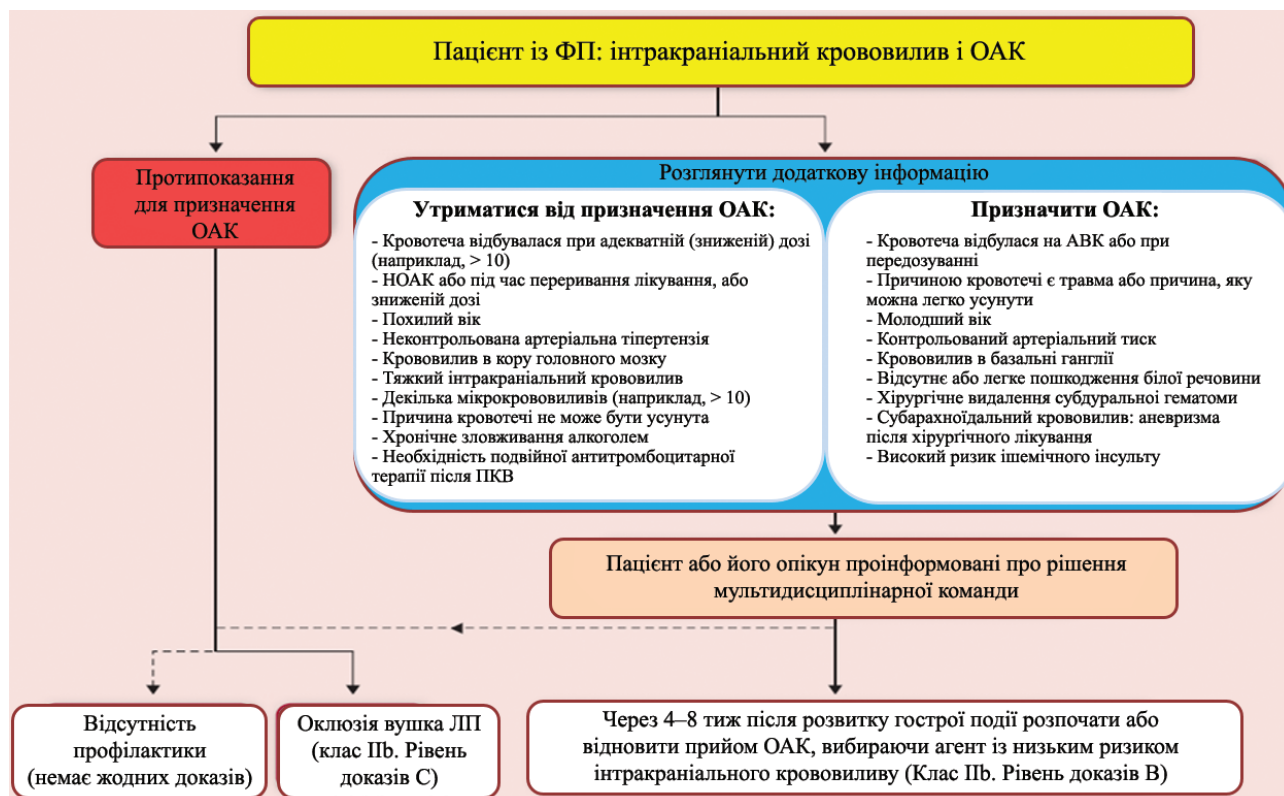 Пацієнт із ФП: інтракраніальний крововилив і ОАК
Протипоказання
для призначення
ОАК
Розглянути додаткову інформацію
Утриматися від призначення ОАК:
- Кровотеча відбувалася при адекватній (зниженій) дозі
(наприклад, > 10)
- НОАК або під час переривання лікування, або
зниженій дозі
- Похилий вік
- Неконтрольована артеріальна тіпертензія
- Крововилив в кору головного мозку
- Тяжкий інтракраніальний крововилив
- Декілька мікрокрововиливів (наприклад, > 10)
- Причина кровотечі не може бути усунута
- Хронічне зловживання алкоголем
- Необхідність подвійної антитромбоцитарної
терапії після ПКВ
Призначити ОАК:
- Кровотеча відбулася на АВК або при
передозуванні
- Причиною кровотечі є травма або причина, яку
можна легко усунути
- Молодший вік
- Контрольований артеріальний тиск
- Крововилив в базальні ганглії
- Відсутнє або легке пошкодження білої речовини
- Хірургічне видалення субдуральної гематоми
- Субарахноїдальний крововилив: аневризма
після хірургічного лікування
- Високий ризик ішемічного інсульту
Пацієнт або його опікун проінформовані про рішення
мультидисциплінарної команди
Відсутність
профілактики
(немає жодних доказів)
Оклюзія вушка ЛП
(клас IIb. Рівень
доказів С)
Через 4–8 тиж після розвитку гострої події розпочати або
відновити прийом ОАК, вибираючи агент із низьким ризиком
інтракраніального крововиливу (Клас IIb. Рівень доказів В)